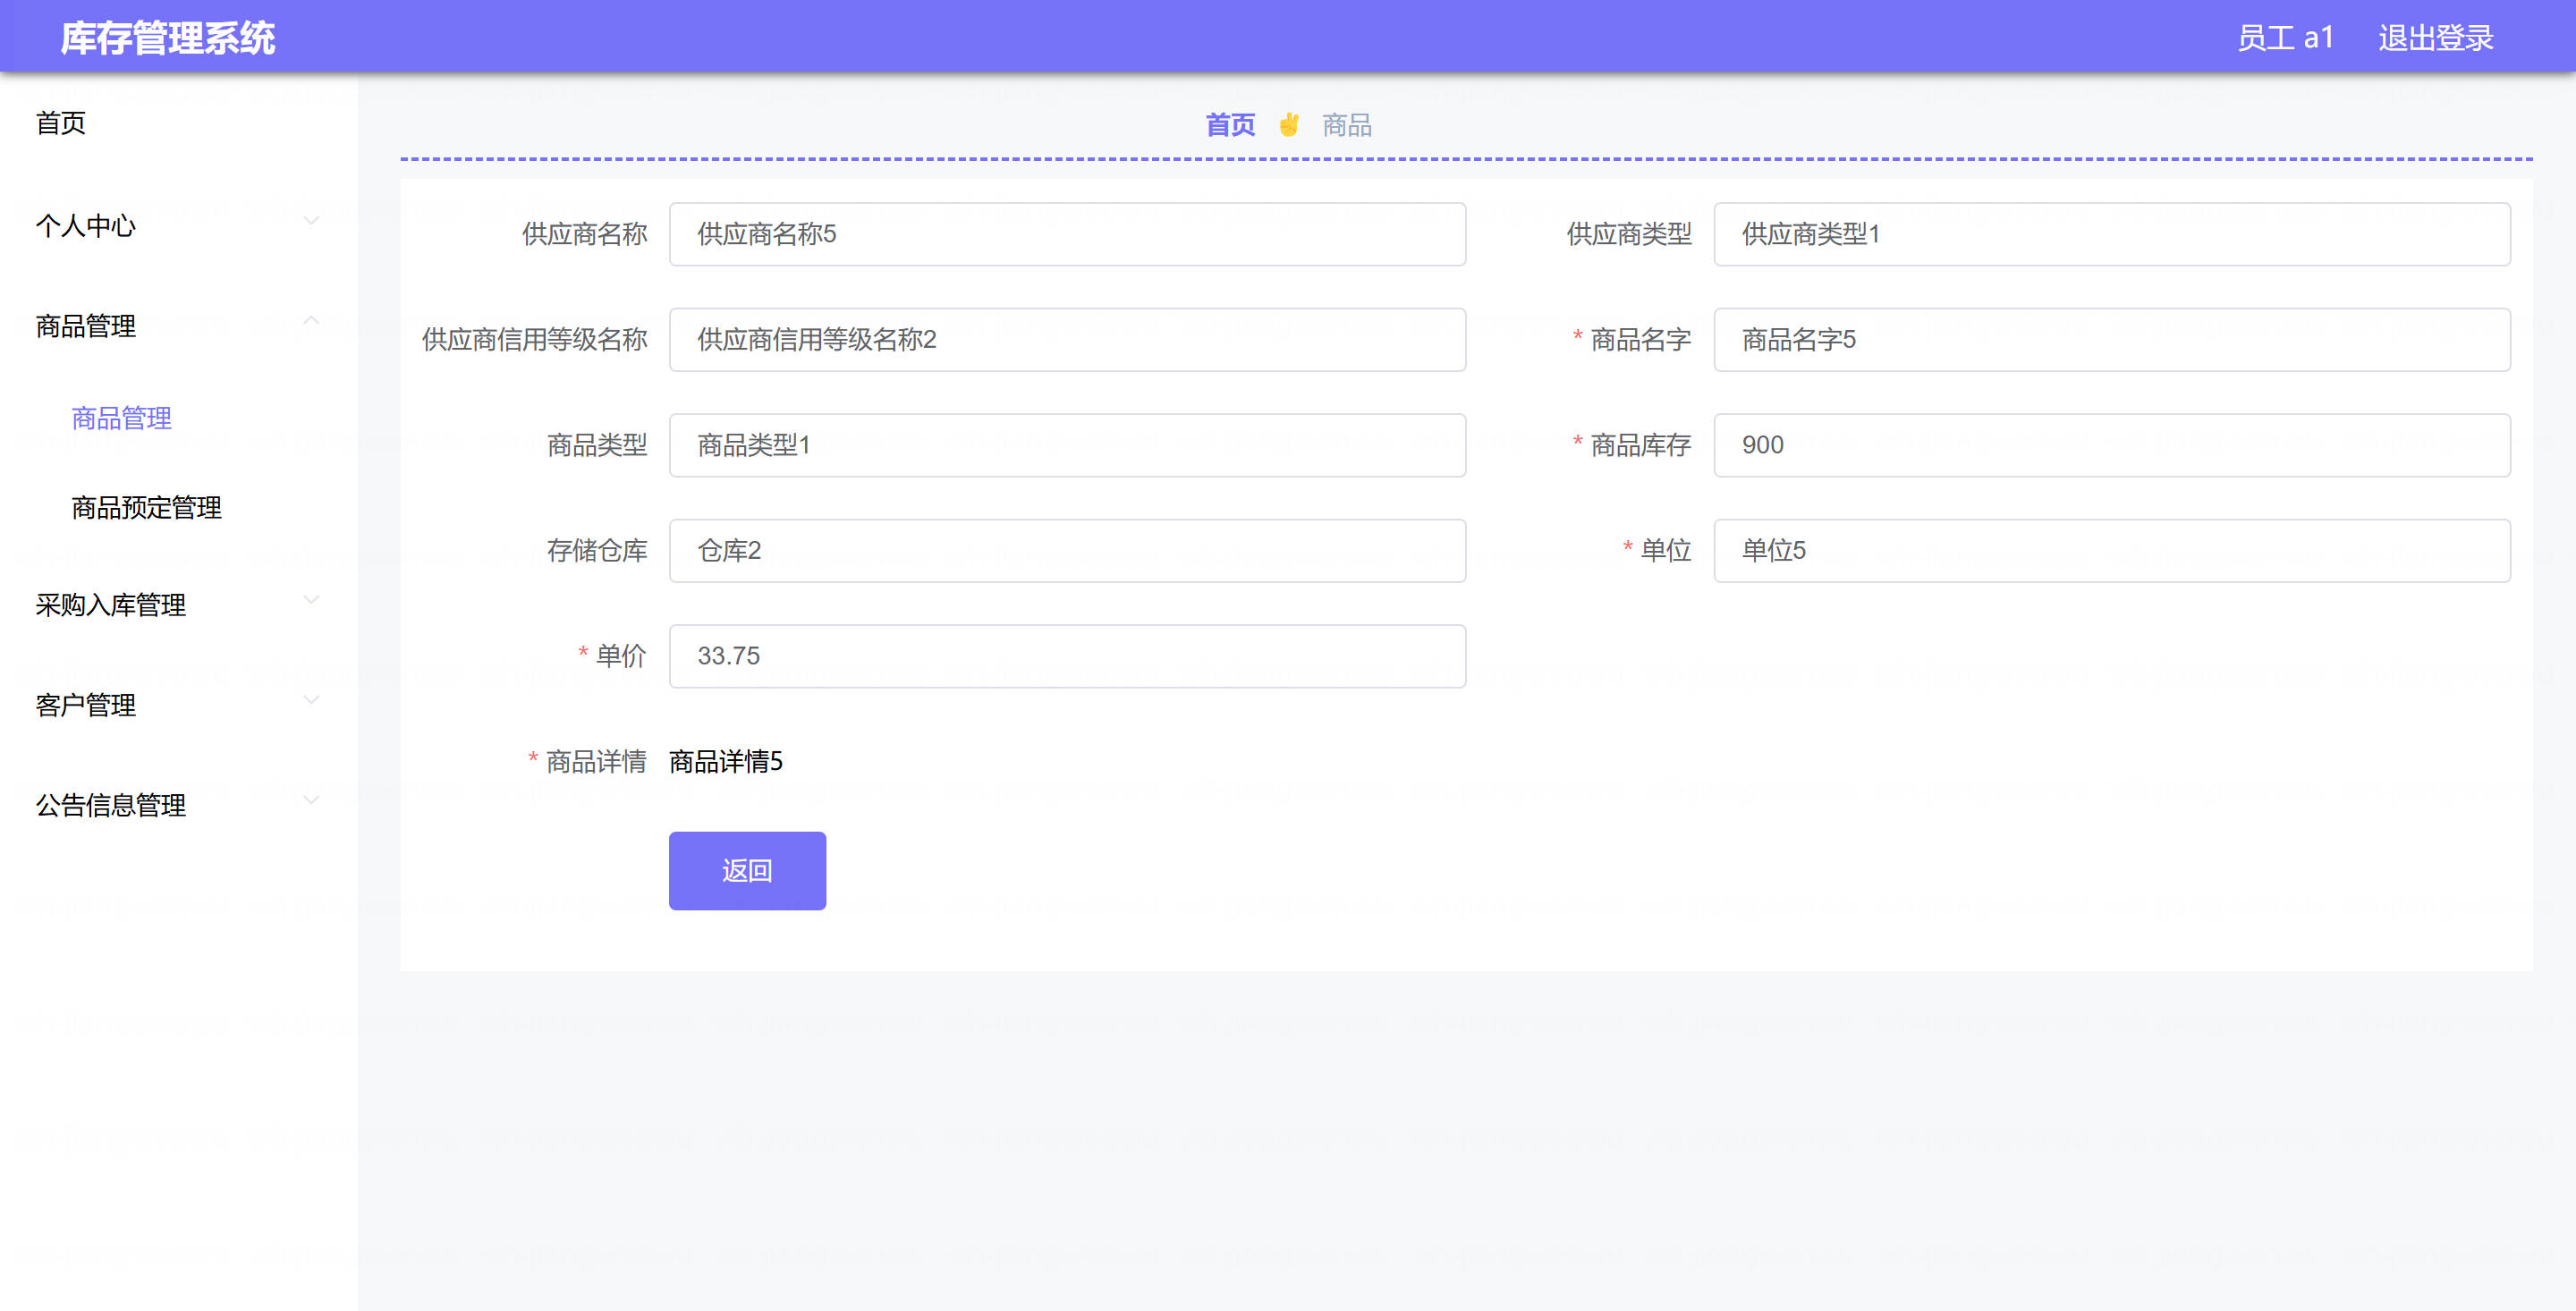 库存管理系统
员工 a1 退出登录
首页
个人中心
商品管理
商品管理
商品预定管理
采购入库管理
客户管理
公告信息管理
首页 ✌ 商品
供应商名称 供应商名称5
供应商类型 供应商类型1
供应商信用等级名称 供应商信用等级名称2
* 商品名字 商品名字5
商品类型 商品类型1
* 商品库存 900
存储仓库 仓库2
* 单位 单位5
* 单价 33.75
* 商品详情 商品详情5
返回